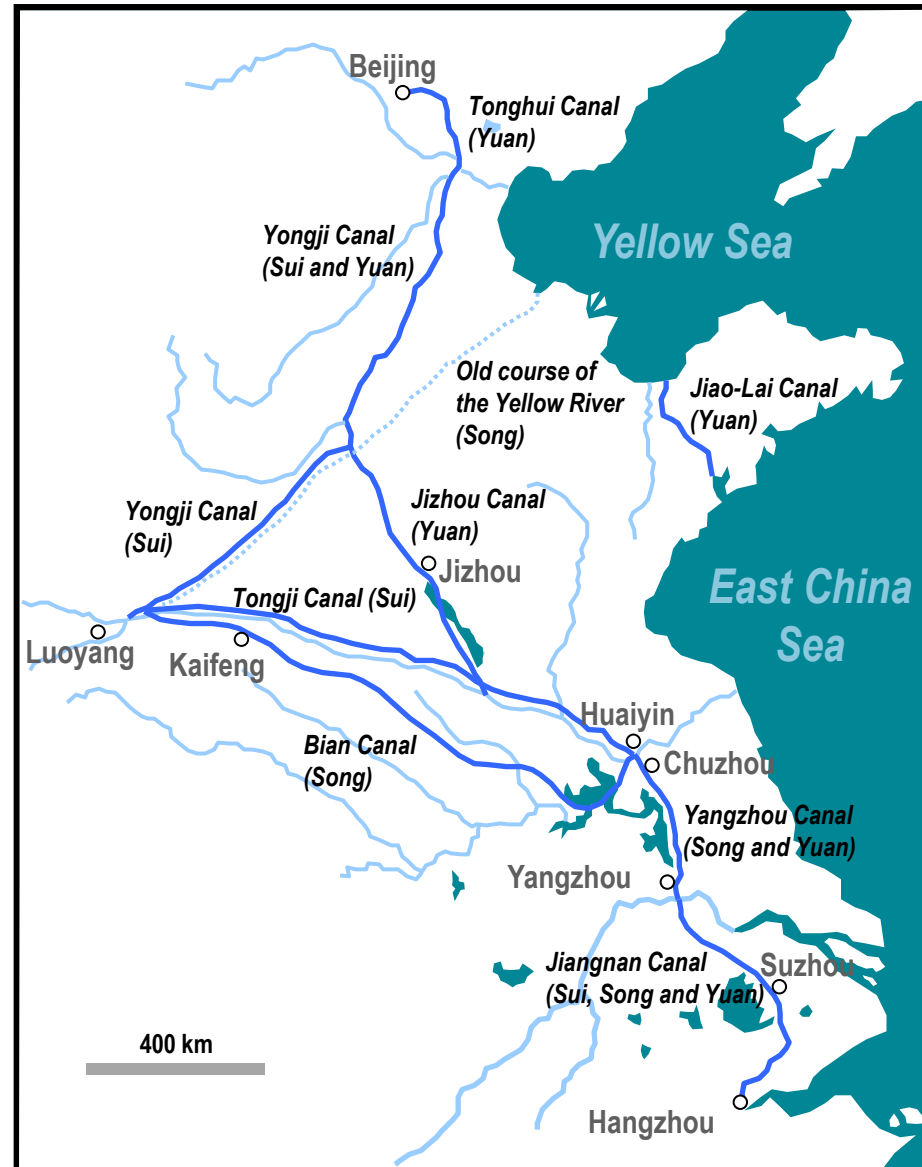 Beijing
Tonghui Canal
(Yuan)
Yongji Canal
(Sui and Yuan)
Yellow Sea
Old course of
the Yellow River
(Song)
Jiao-Lai Canal
(Yuan)
Yongji Canal
(Sui)
Jizhou Canal
(Yuan)
Jizhou
Tongji Canal (Sui)
East China
Sea
Luoyang
Kaifeng
Huaiyin
Bian Canal
(Song)
Chuzhou
Yangzhou Canal
(Song and Yuan)
Yangzhou
Jiangnan Canal
(Sui, Song and Yuan)
Suzhou
400 km
Hangzhou